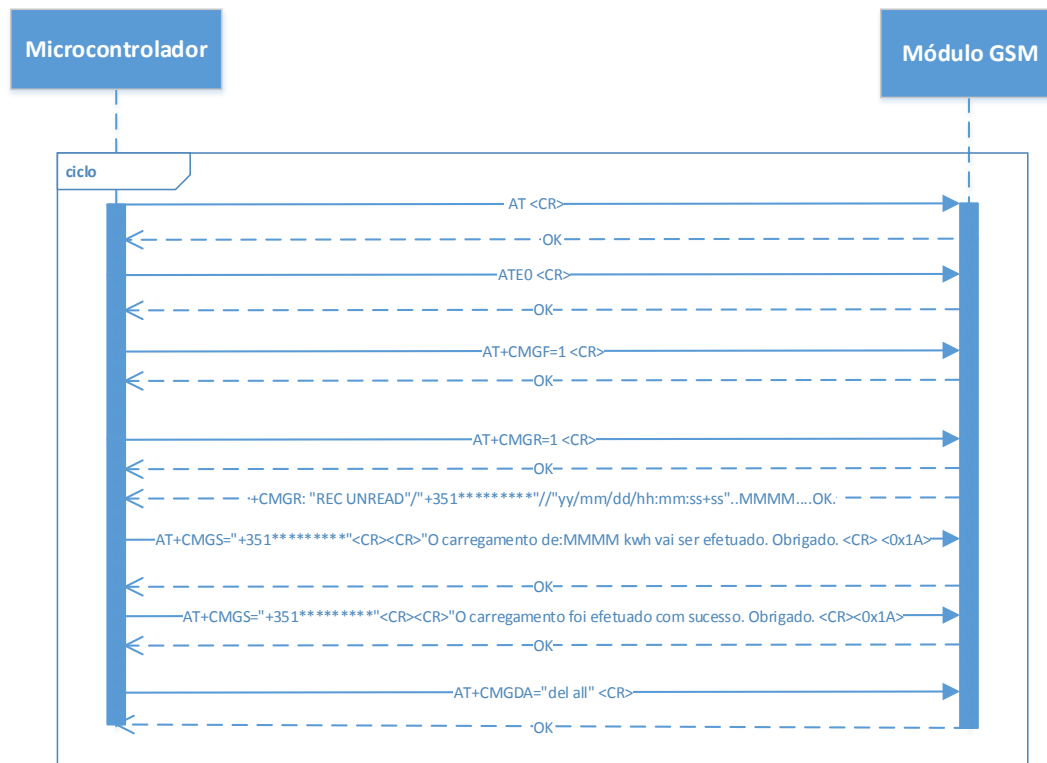 Microcontrolador
Módulo GSM
ciclo
AT <CR>
OK
ATE0 <CR>
OK
AT+CMGF=1 <CR>
OK
AT+CMGR=1 <CR>
OK
+CMGR: "REC UNREAD"/"+351*********"//"yy/mm/dd/hh:mm:ss+ss"..MMMM....OK.
AT+CMGS="+351*********"<CR><CR>"O carregamento de:MMMM kwh vai ser efetuado. Obrigado. <CR> <0x1A>
OK
AT+CMGS="+351*********"<CR><CR>"O carregamento foi efetuado com sucesso. Obrigado. <CR><0x1A>
OK
AT+CMGDA="del all" <CR>
OK